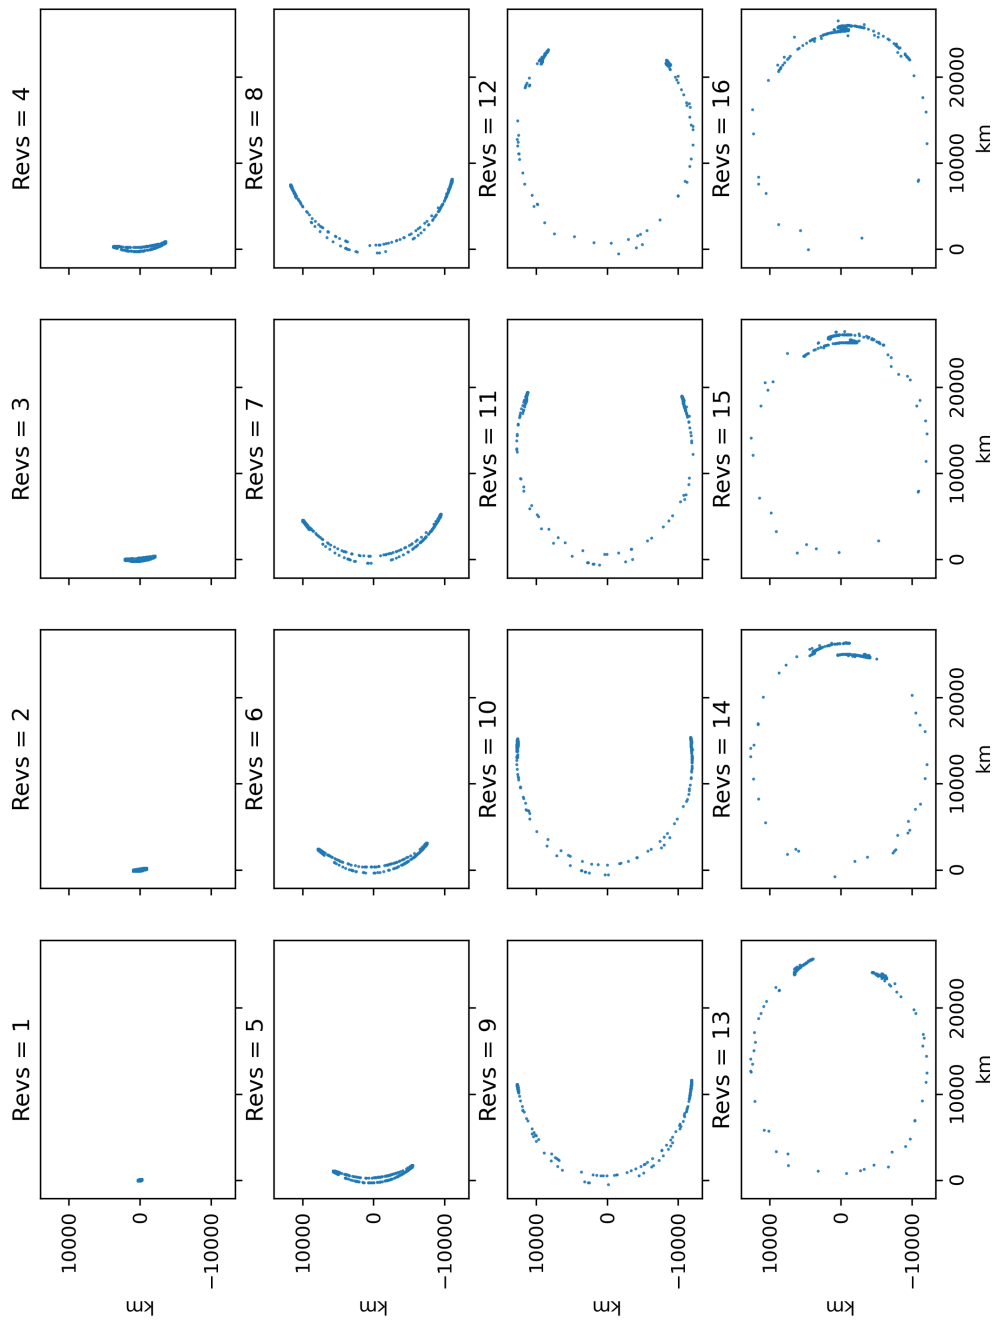 Revs = 1
Revs = 2
Revs = 3
Revs = 4
km
10000
0
−10000
Revs = 5
Revs = 6
Revs = 7
Revs = 8
km
10000
0
−10000
Revs = 9
Revs = 10
Revs = 11
Revs = 12
km
10000
0
−10000
Revs = 13
Revs = 14
Revs = 15
Revs = 16
km
10000
0
−10000
0 10000 20000
0 10000 20000
0 10000 20000
0 10000 20000
km
km
km
km